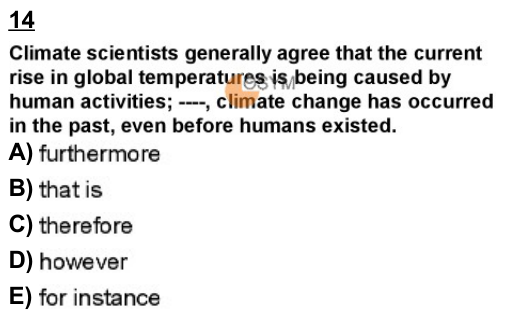 14
Climate scientists generally agree that the current
rise in global temperatures is being caused by
human activities; ----, climate change has occurred
in the past, even before humans existed.
A) furthermore
B) that is
C) therefore
D) however
E) for instance